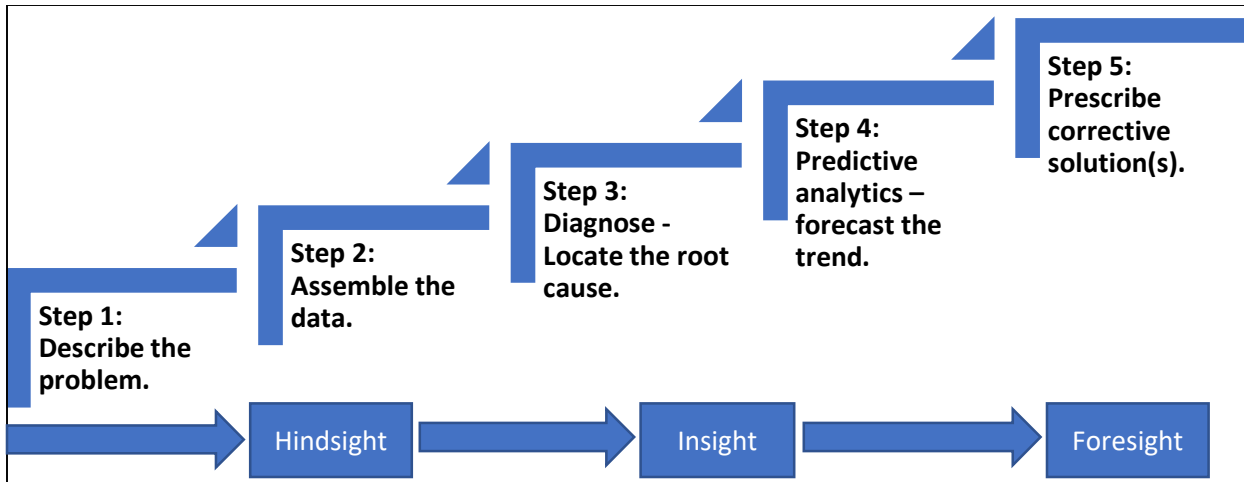 Step 1:
Describe the
problem.
Step 2:
Assemble the
data.
Step 3:
Diagnose -
Locate the root
cause.
Step 4:
Predictive
analytics –
forecast the
trend.
Step 5:
Prescribe
corrective
solution(s).
Hindsight
Insight
Foresight